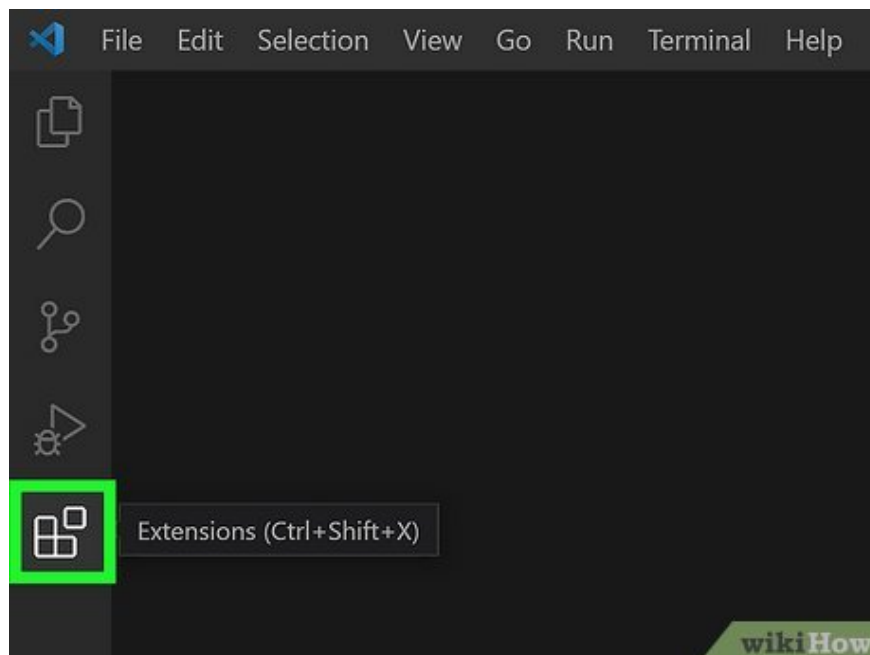 File Edit Selection View Go Run Terminal Help
Extensions (Ctrl+Shift+X)
wikiHow